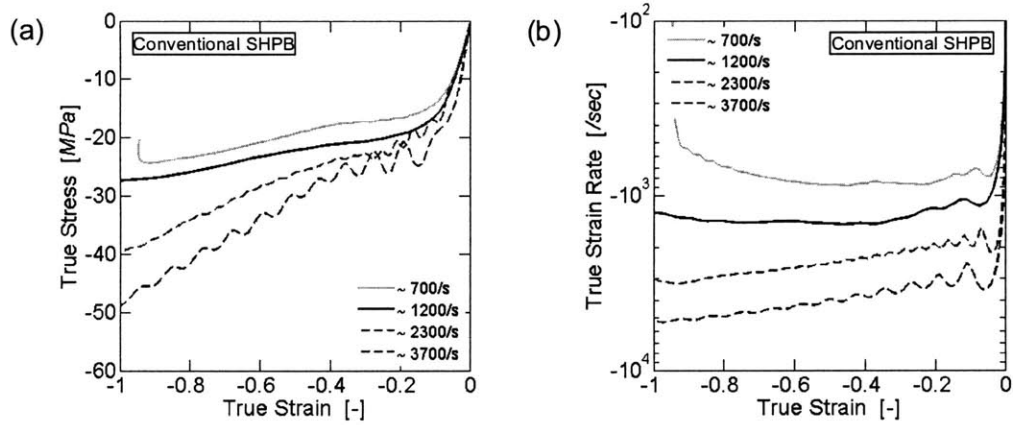 (a)
Conventional SHPB
0
-10
-20
-30
-40
-50
-60
True Stress [MPa]
~ 700/s
~ 1200/s
~ 2300/s
~ 3700/s
-1 -0.8 -0.6 -0.4 -0.2 0
True Strain [-]
(b)
~ 700/s
~ 1200/s
~ 2300/s
~ 3700/s
Conventional SHPB
-10²
-10³
-10⁴
True Strain Rate [/sec]
-1 -0.8 -0.6 -0.4 -0.2 0
True Strain [-]